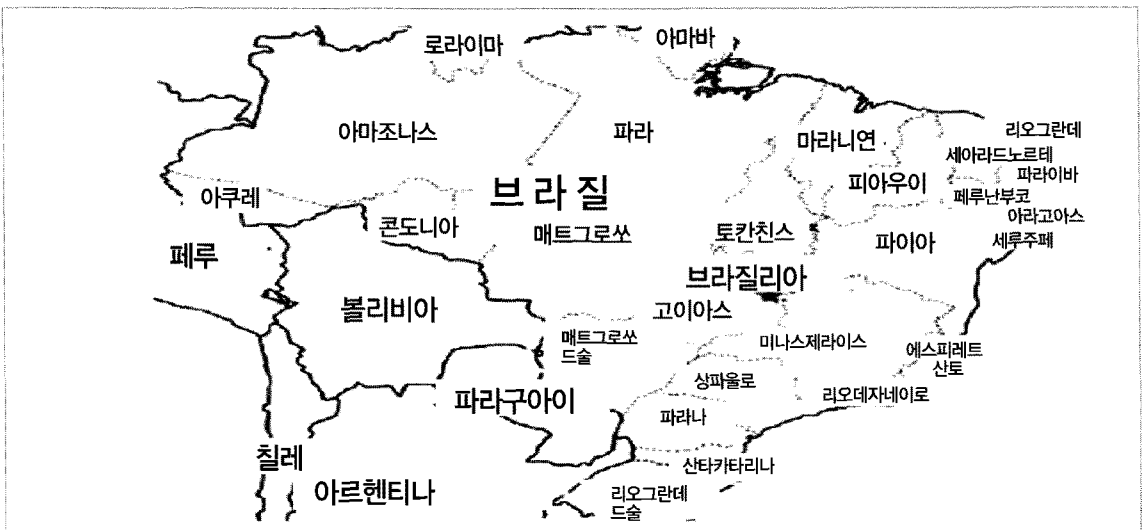 로라이마
아마바
아마조나스
파라
마라니연
리오그란데
세아라드노르테
아쿠레
브라질
피아우이
파라이바
페루난부코
콘도니아
매트그로쏘
토칸친스
파이아
아라고아스
세루주페
페루
브라질리아
볼리비아
고이아스
매트그로쏘
드술
미나스제라이스
에스피레트
산토
상파울로
파라구아이
리오데자네이로
파라나
칠레
산타카타리나
아르헨티나
리오그란데
드술